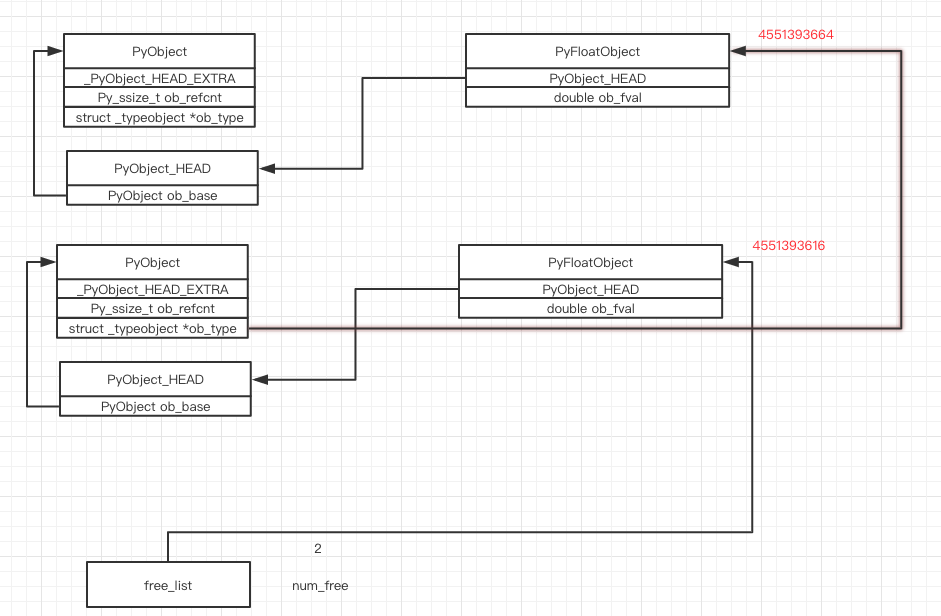 4551393664
PyObject
_PyObject_HEAD_EXTRA
Py_ssize_t ob_refcnt
struct _typeobject *ob_type
PyFloatObject
PyObject_HEAD
double ob_fval
PyObject_HEAD
PyObject ob_base
4551393616
PyObject
_PyObject_HEAD_EXTRA
Py_ssize_t ob_refcnt
struct _typeobject *ob_type
PyFloatObject
PyObject_HEAD
double ob_fval
PyObject_HEAD
PyObject ob_base
2
free_list
num_free